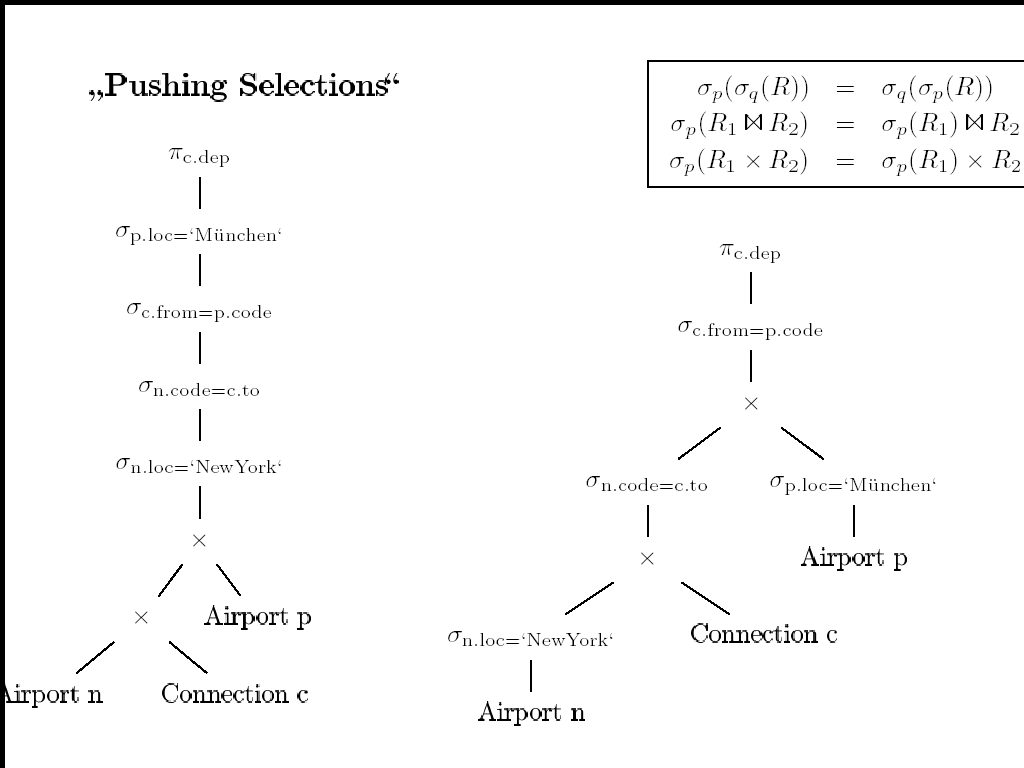 „Pushing Selections“
σp(σq(R)) = σq(σp(R))
σp(R1 ⋈ R2) = σp(R1) ⋈ R2
σp(R1 × R2) = σp(R1) × R2
πc.dep
σp.loc=‘München‘
σc.from=p.code
σn.code=c.to
σn.loc=‘NewYork‘
×
× Airport p
Airport n Connection c
πc.dep
σc.from=p.code
×
σn.code=c.to σp.loc=‘München‘
× Airport p
σn.loc=‘NewYork‘ Connection c
Airport n